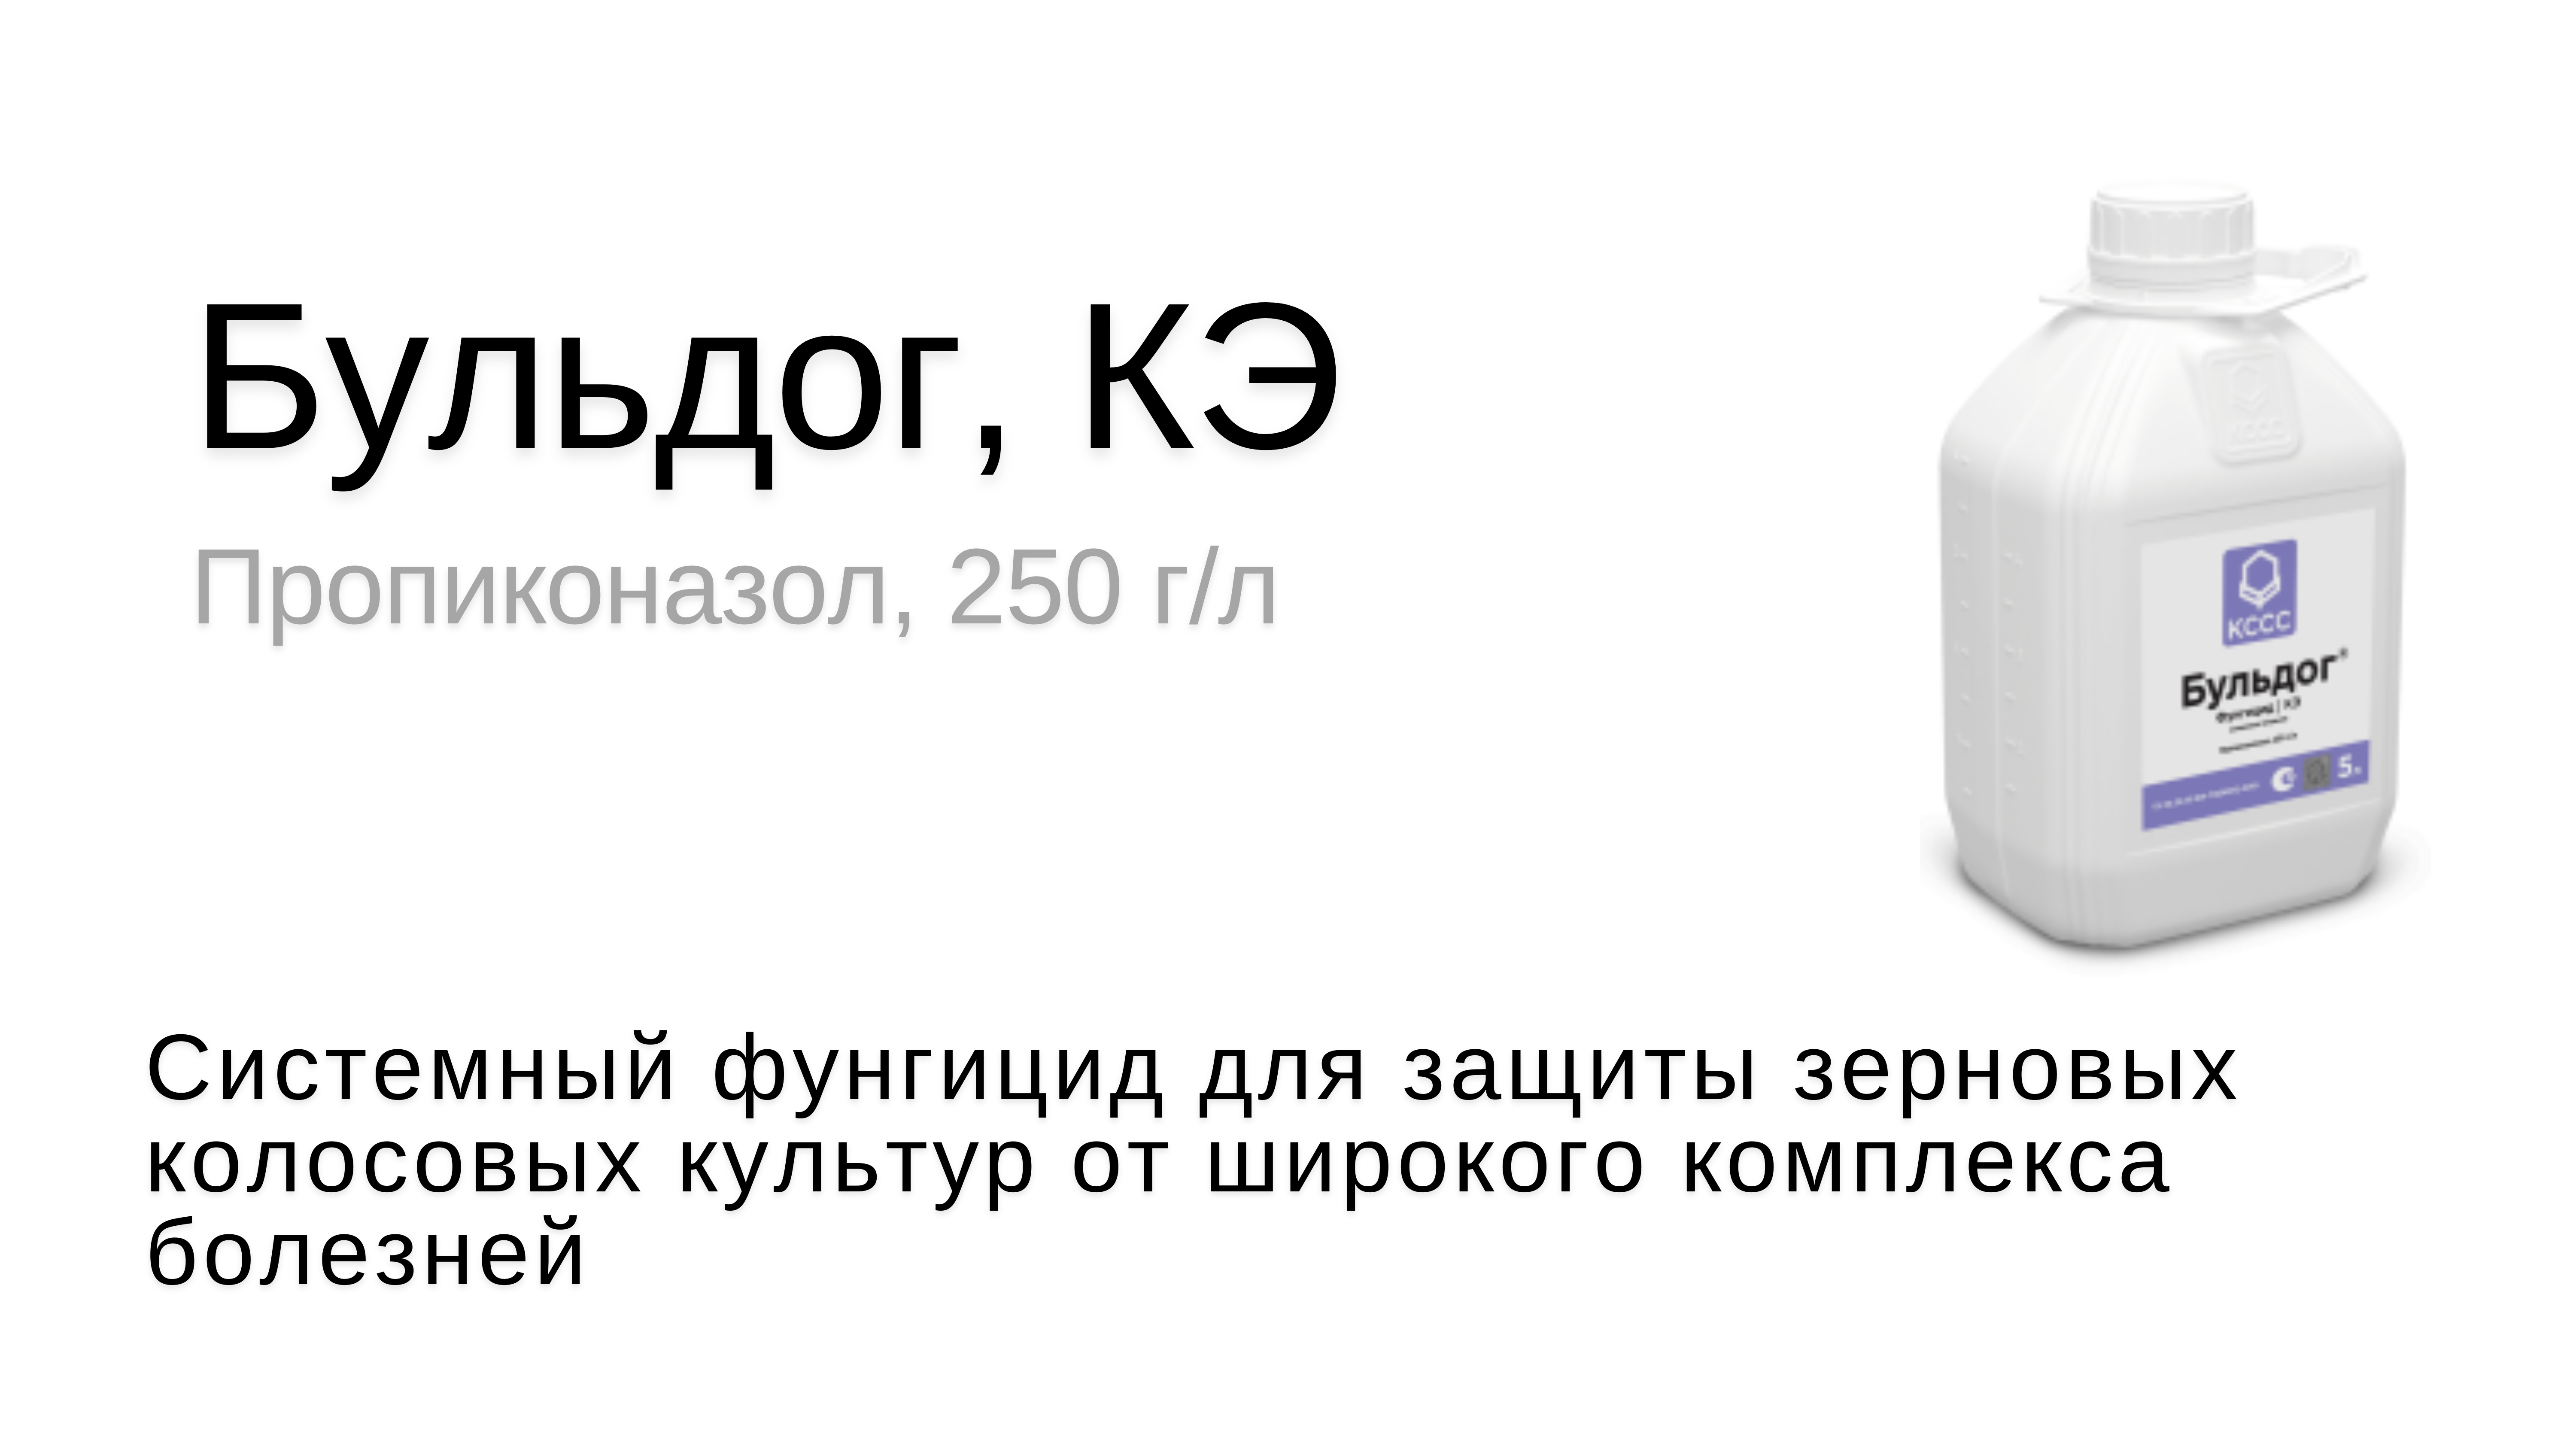 Бульдог, КЭ
Пропиконазол, 250 г/л
КССС
Бульдог®
Фунгицид | КЭ
5л
Системный фунгицид для защиты зерновых
колосовых культур от широкого комплекса
болезней